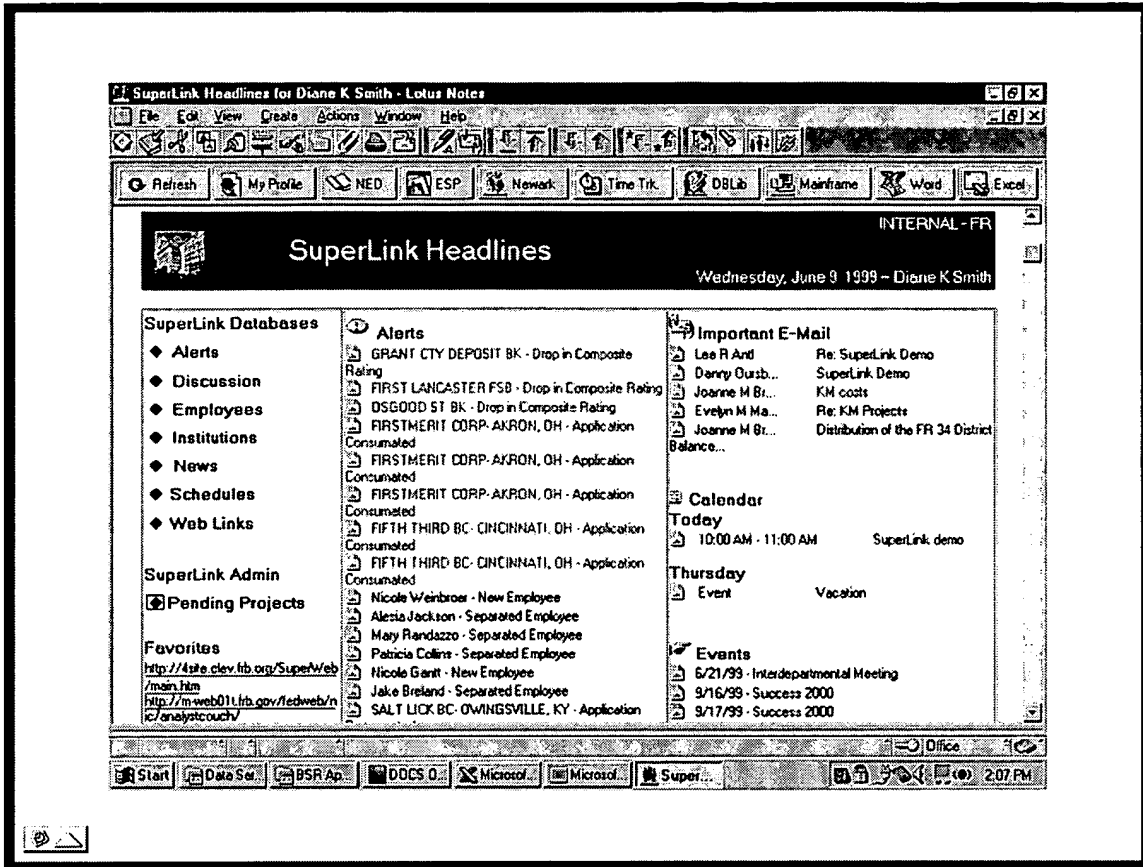 SuperLink Headlines for Diane K Smith - Lotus Notes
File Edit View Create Actions Window Help
Refresh My Profile NED ESP Newark Time Trk. DBLib Mainframe Word Excel
INTERNAL - FR
SuperLink Headlines
Wednesday, June 9 1999 -- Diane K Smith
SuperLink Databases
Alerts
Discussion
Employees
Institutions
News
Schedules
Web Links
SuperLink Admin
Pending Projects
Favorites
http://4site.clev.frb.org/SuperWeb
/main.htm
http://m-web01t.frb.gov/fedweb/n
ic/analystcouch/
Alerts
GRANT CTY DEPOSIT BK - Drop in Composite
Rating
FIRST LANCASTER FSB - Drop in Composite Rating
OSGOOD ST BK - Drop in Composite Rating
FIRSTMERIT CORP- AKRON, OH - Application
Consumated
FIRSTMERIT CORP- AKRON, OH - Application
Consumated
FIRSTMERIT CORP- AKRON, OH - Application
Consumated
FIFTH THIRD BC- CINCINNATI, OH - Application
Consumated
FIFTH THIRD BC- CINCINNATI, OH - Application
Consumated
Nicole Weinbroer - New Employee
Alesia Jackson - Separated Employee
Mary Randazzo - Separated Employee
Patricia Collins - Separated Employee
Nicole Gantt - New Employee
Jake Breland - Separated Employee
SALT LICK BC- OWINGSVILLE, KY - Application
Important E-Mail
Lee R Antl Re: SuperLink Demo
Danny Oursb... SuperLink Demo
Joanne M Br... KM costs
Evelyn M Ma... Re: KM Projects
Joanne M Br... Distribution of the FR 34 District
Balance...
Calendar
Today
10:00 AM - 11:00 AM SuperLink demo
Thursday
Event Vacation
Events
6/21/99 - Interdepartmental Meeting
9/16/99 - Success 2000
9/17/99 - Success 2000
Office
Start Data Ser... BSR Ap... DOCS O... Microsof... Microsof... Super... 2:07 PM